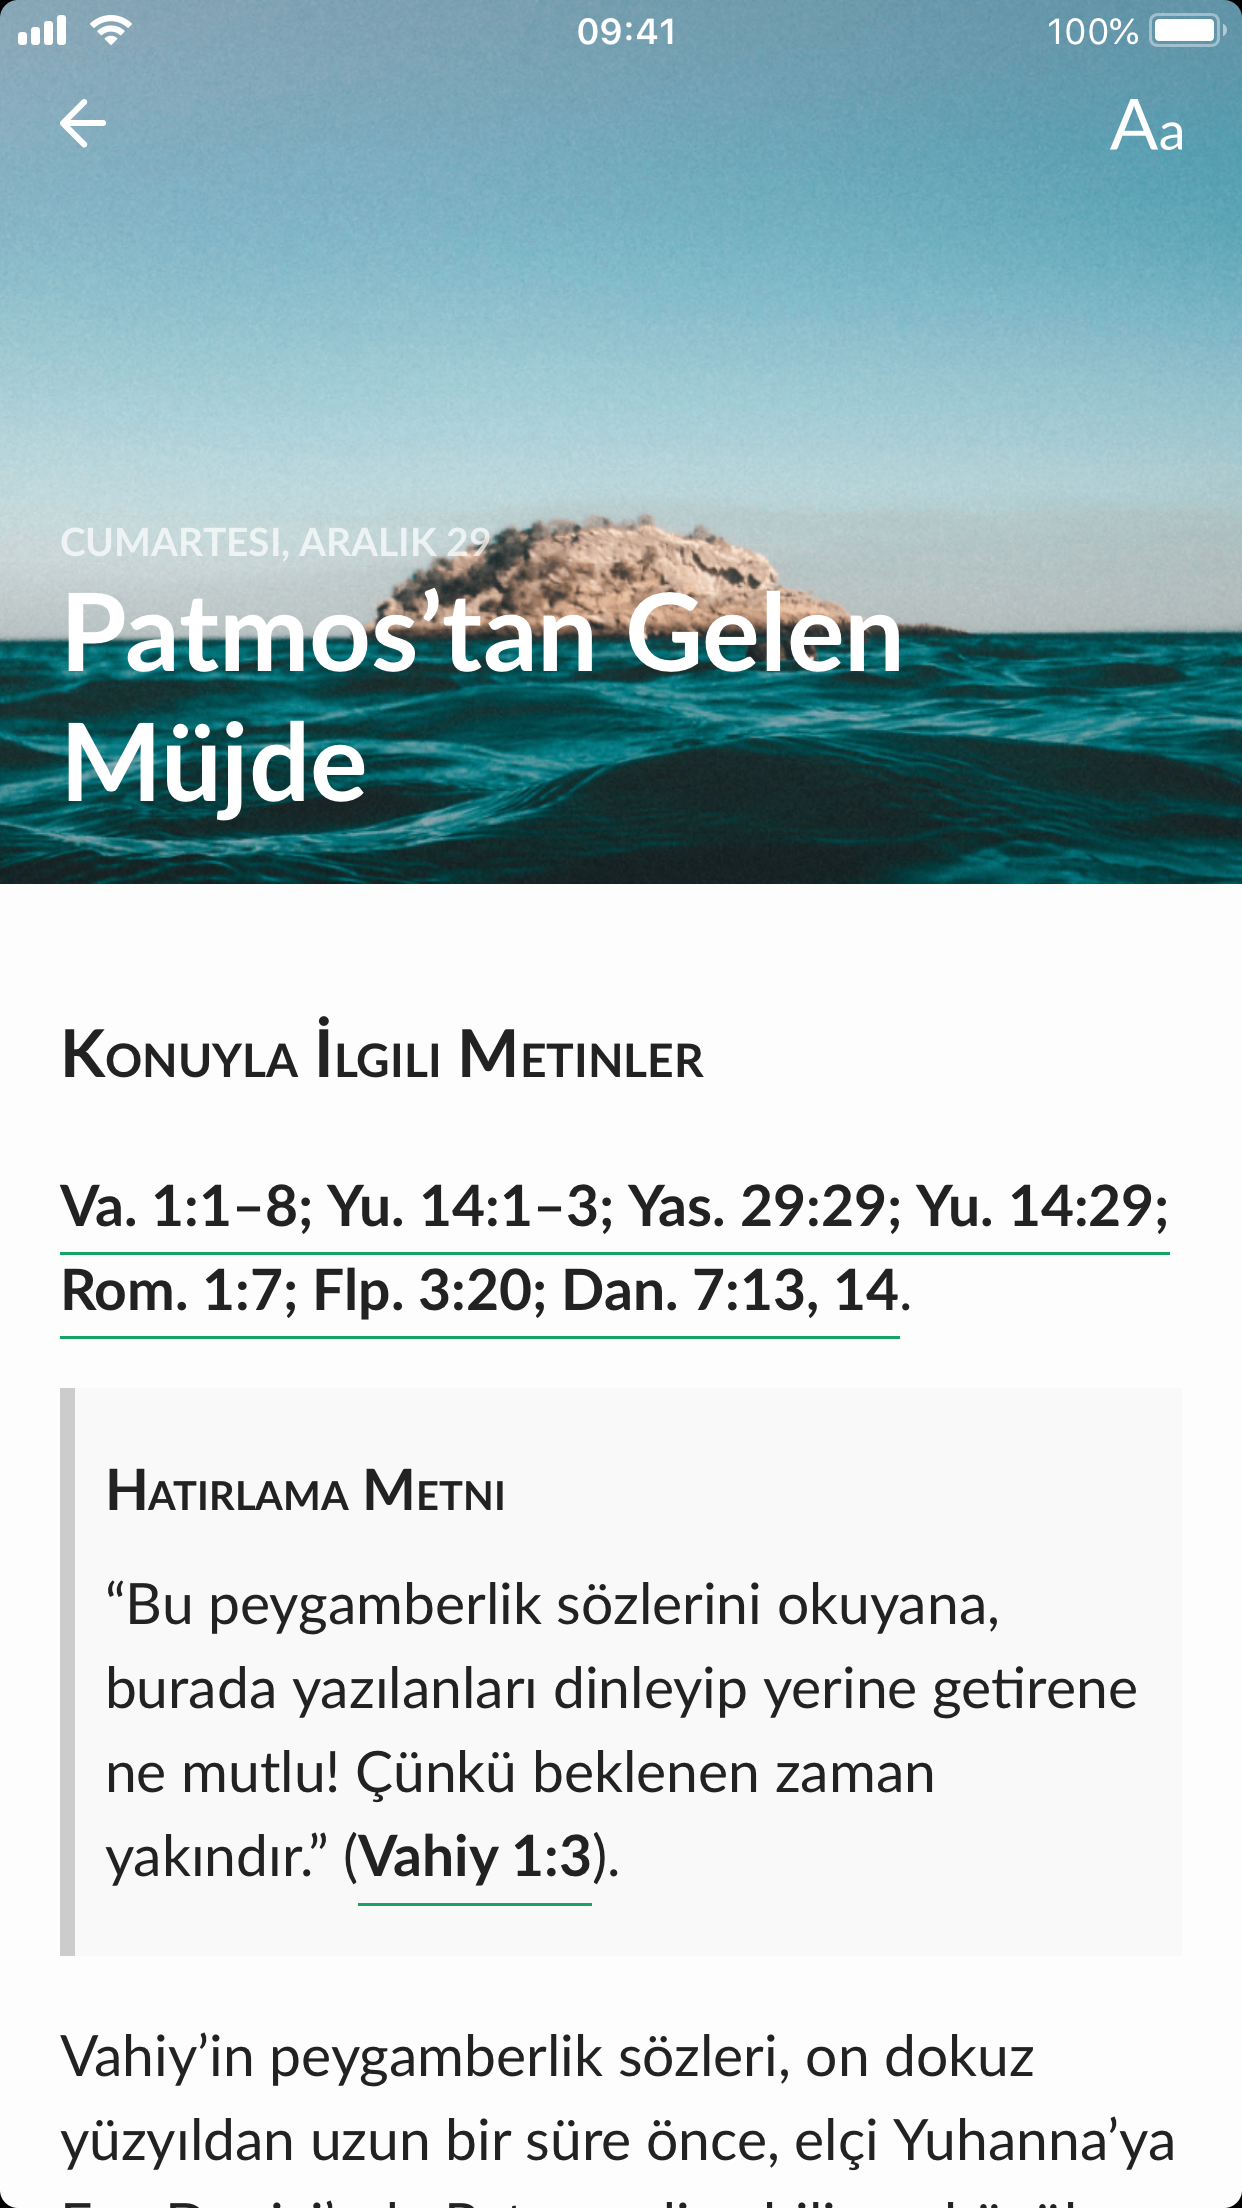 09:41
100%
Aa
CUMARTESI, ARALIK 29
Patmos’tan Gelen
Müjde
Konuyla İlgili Metinler
Va. 1:1–8; Yu. 14:1–3; Yas. 29:29; Yu. 14:29;
Rom. 1:7; Flp. 3:20; Dan. 7:13, 14.
Hatırlama Metni
“Bu peygamberlik sözlerini okuyana,
burada yazılanları dinleyip yerine getirene
ne mutlu! Çünkü beklenen zaman
yakındır.” (Vahiy 1:3).
Vahiy’in peygamberlik sözleri, on dokuz
yüzyıldan uzun bir süre önce, elçi Yuhanna’ya